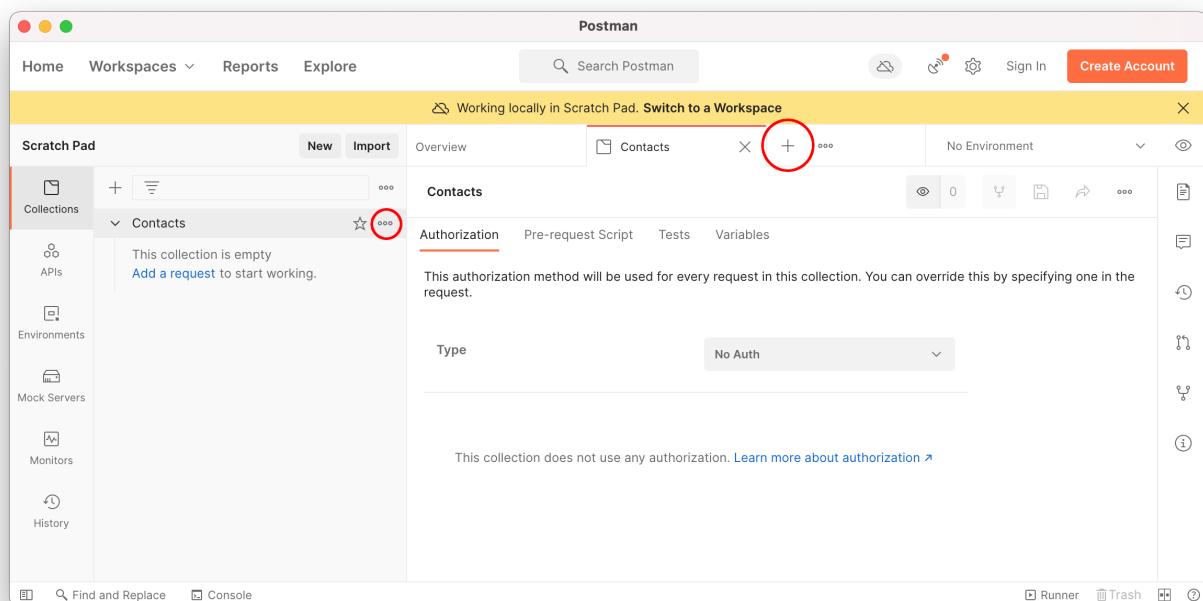 Postman
Home Workspaces Reports Explore Search Postman Sign In Create Account
Working locally in Scratch Pad. Switch to a Workspace
Scratch Pad New Import Overview Contacts No Environment
Collections
Contacts 0
Contacts
Authorization Pre-request Script Tests Variables
This collection is empty
Add a request to start working.
APIs
This authorization method will be used for every request in this collection. You can override this by specifying one in the
request.
Environments
Type No Auth
Mock Servers
Monitors
This collection does not use any authorization. Learn more about authorization ↗
History
Find and Replace Console Runner Trash